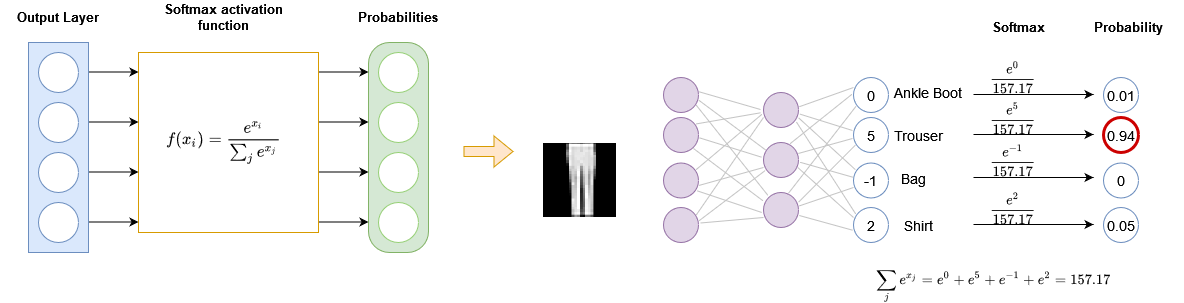 Output Layer
Softmax activation
function
Probabilities
f(x_i) = \frac{e^{x_i}}{\sum_j e^{x_j}}
Softmax
Probability
0 Ankle Boot \frac{e^0}{157.17} 0.01
5 Trouser \frac{e^5}{157.17} 0.94
-1 Bag \frac{e^{-1}}{157.17} 0
2 Shirt \frac{e^2}{157.17} 0.05
\sum_j e^{x_j} = e^0 + e^5 + e^{-1} + e^2 = 157.17